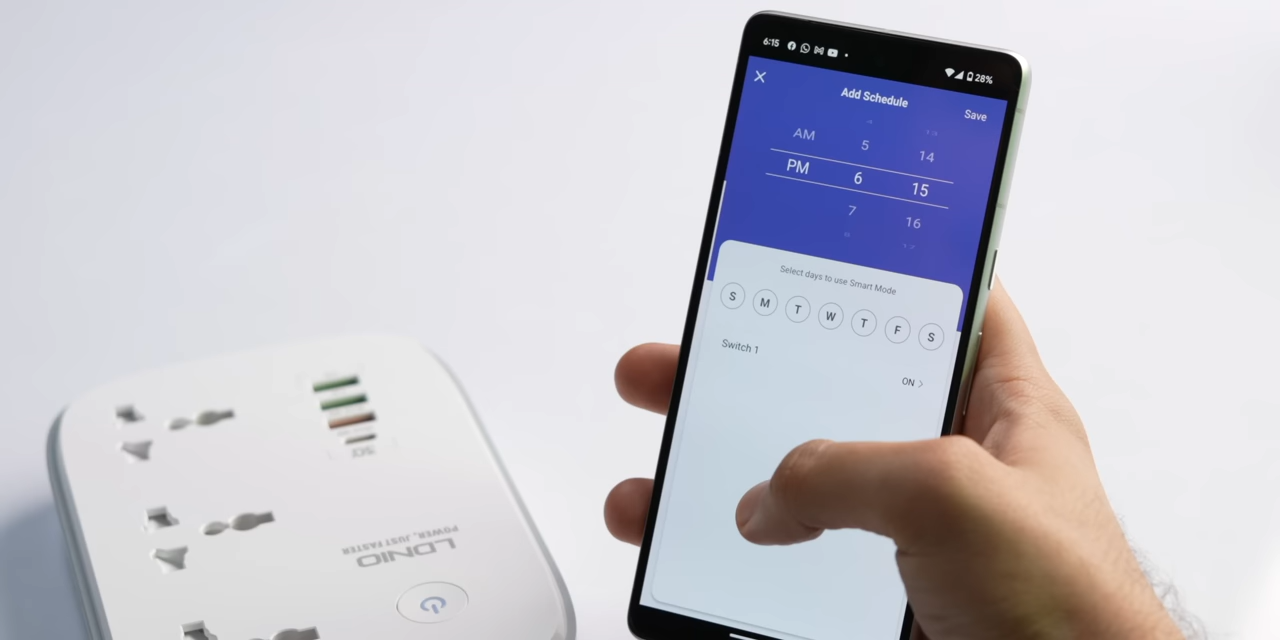 6:15
28%
Add Schedule
Save
AM 5 14
PM 6 15
7 16
Select days to use Smart Mode
S M T W T F S
Switch 1
ON
POWER, JUST FASTER
LDNIO